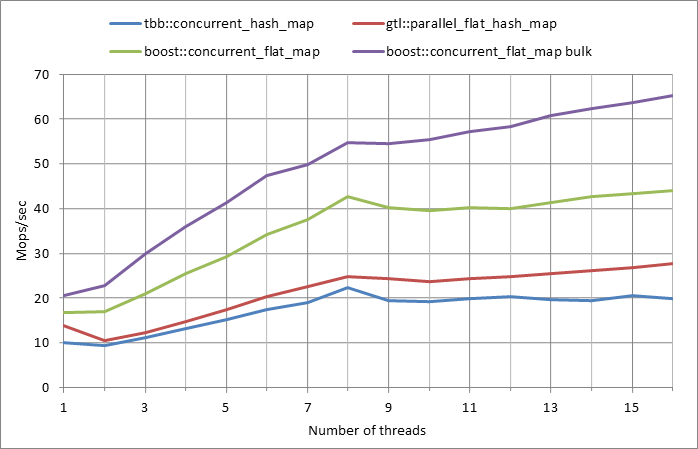 tbb::concurrent_hash_map gtl::parallel_flat_hash_map
boost::concurrent_flat_map boost::concurrent_flat_map bulk
70
60
50
40
30
20
10
0
Mops/sec
1 3 5 7 9 11 13 15
Number of threads